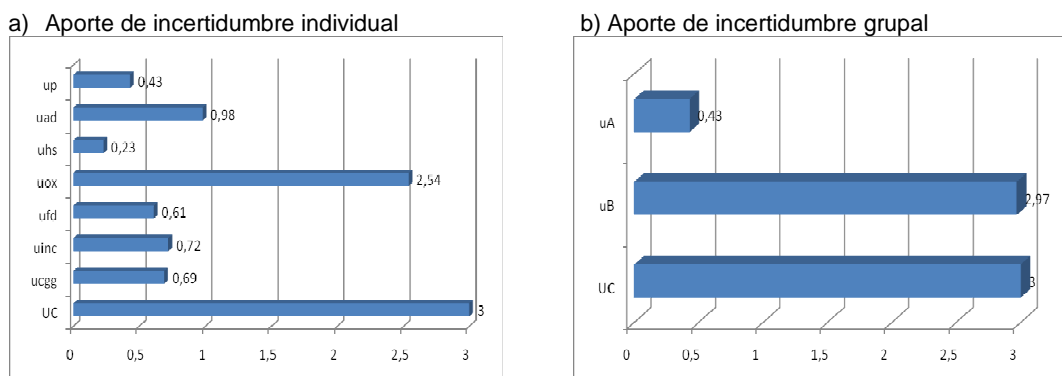 a) Aporte de incertidumbre individual
up 0,43
uad 0,98
uhs 0,23
uox 2,54
ufd 0,61
uinc 0,72
ucgg 0,69
UC 3
0 0,5 1 1,5 2 2,5 3
b) Aporte de incertidumbre grupal
uA 0,43
uB 2,97
UC 3
0 0,5 1 1,5 2 2,5 3